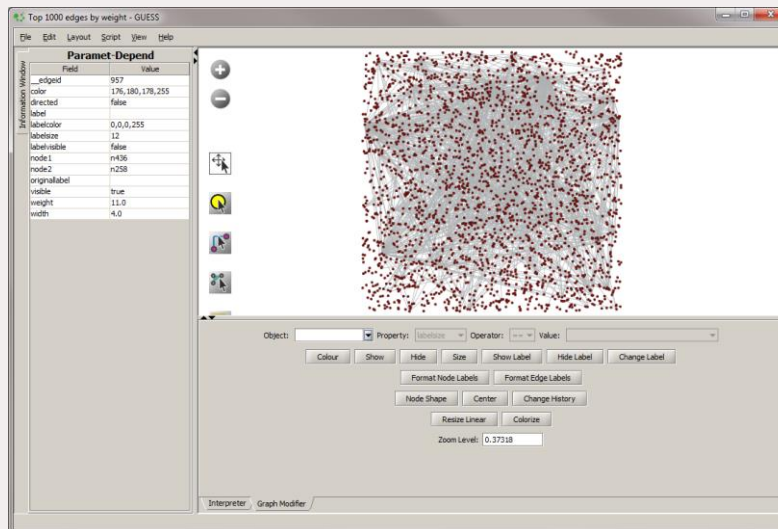 Top 1000 edges by weight - GUESS
File Edit Layout Script View Help
Information Window
Paramet-Depend
Field Value
__edgeid 957
color 176,180,178,255
directed false
label
labelcolor 0,0,0,255
labelsize 12
labelvisible false
node1 n436
node2 n258
originallabel
visible true
weight 11.0
width 4.0
Object: Property: labelsize Operator: == Value:
Colour Show Hide Size Show Label Hide Label Change Label
Format Node Labels Format Edge Labels
Node Shape Center Change History
Resize Linear Colorize
Zoom Level: 0.37318
Interpreter Graph Modifier